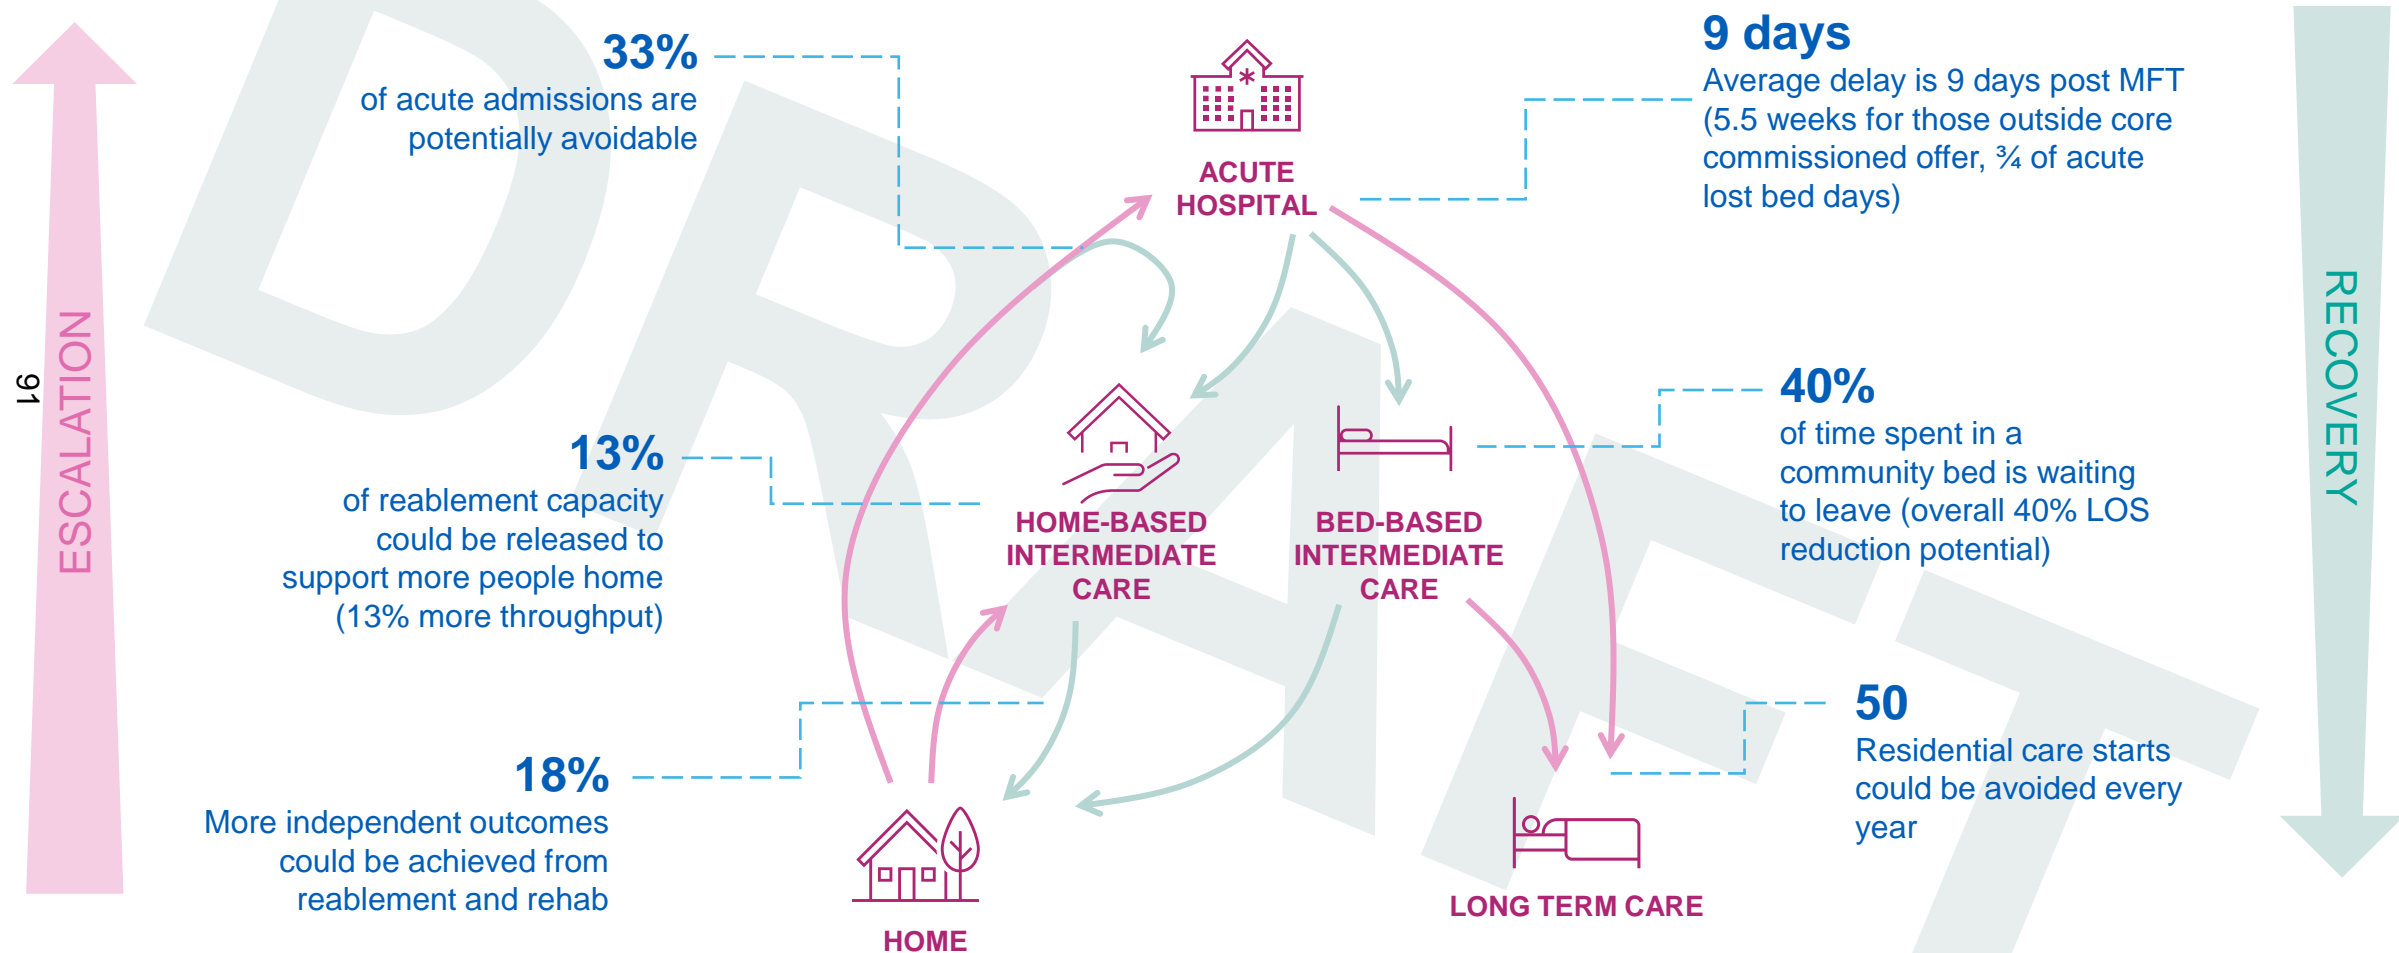 DRAFT
ESCALATION
91
33%
of acute admissions are
potentially avoidable
13%
of reablement capacity
could be released to
support more people home
(13% more throughput)
18%
More independent outcomes
could be achieved from
reablement and rehab
ACUTE
HOSPITAL
HOME-BASED
INTERMEDIATE
CARE
BED-BASED
INTERMEDIATE
CARE
HOME
LONG TERM CARE
9 days
Average delay is 9 days post MFT
(5.5 weeks for those outside core
commissioned offer, ¾ of acute
lost bed days)
40%
of time spent in a
community bed is waiting
to leave (overall 40% LOS
reduction potential)
50
Residential care starts
could be avoided every
year
RECOVERY